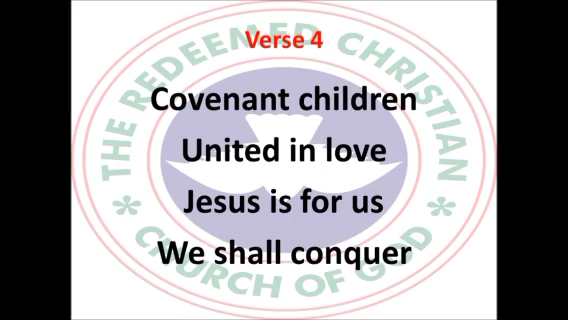 Verse 4
Covenant children
United in love
Jesus is for us
We shall conquer
THE REDEEMED CHRISTIAN
CHURCH OF GOD